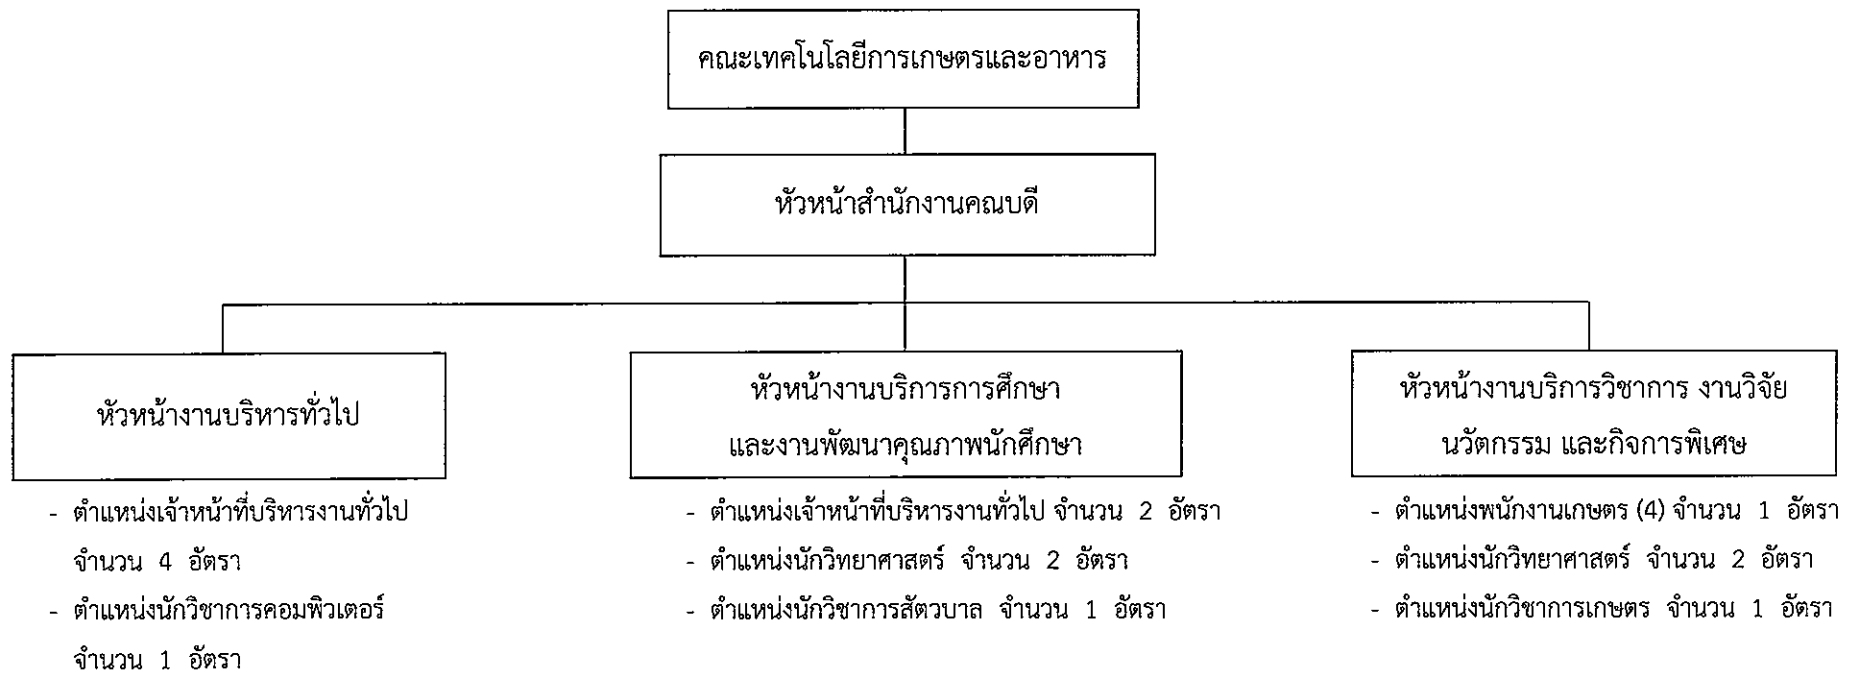 คณะเทคโนโลยีการเกษตรและอาหาร
หัวหน้าสำนักงานคณบดี
หัวหน้างานบริหารทั่วไป
- ตำแหน่งเจ้าหน้าที่บริหารงานทั่วไป
จำนวน 4 อัตรา
- ตำแหน่งนักวิชาการคอมพิวเตอร์
จำนวน 1 อัตรา
หัวหน้างานบริการการศึกษา
และงานพัฒนาคุณภาพนักศึกษา
- ตำแหน่งเจ้าหน้าที่บริหารงานทั่วไป จำนวน 2 อัตรา
- ตำแหน่งนักวิทยาศาสตร์ จำนวน 2 อัตรา
- ตำแหน่งนักวิชาการสัตวบาล จำนวน 1 อัตรา
หัวหน้างานบริการวิชาการ งานวิจัย
นวัตกรรม และกิจการพิเศษ
- ตำแหน่งพนักงานเกษตร (4) จำนวน 1 อัตรา
- ตำแหน่งนักวิทยาศาสตร์ จำนวน 2 อัตรา
- ตำแหน่งนักวิชาการเกษตร จำนวน 1 อัตรา